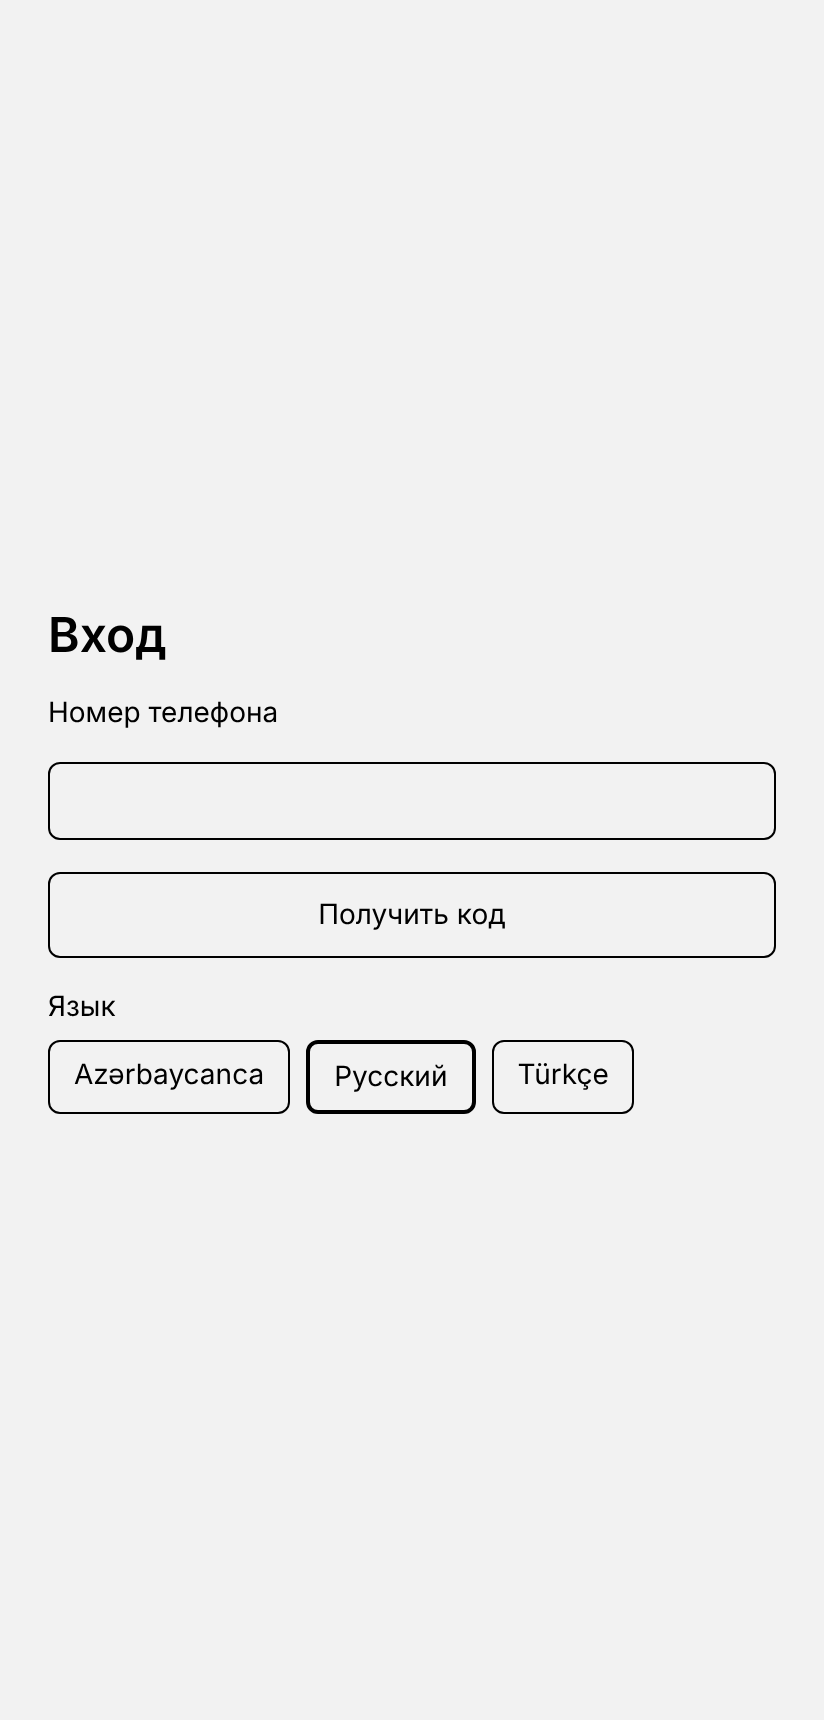 Вход
Номер телефона
Получить код
Язык
Azərbaycanca Русский Türkçe